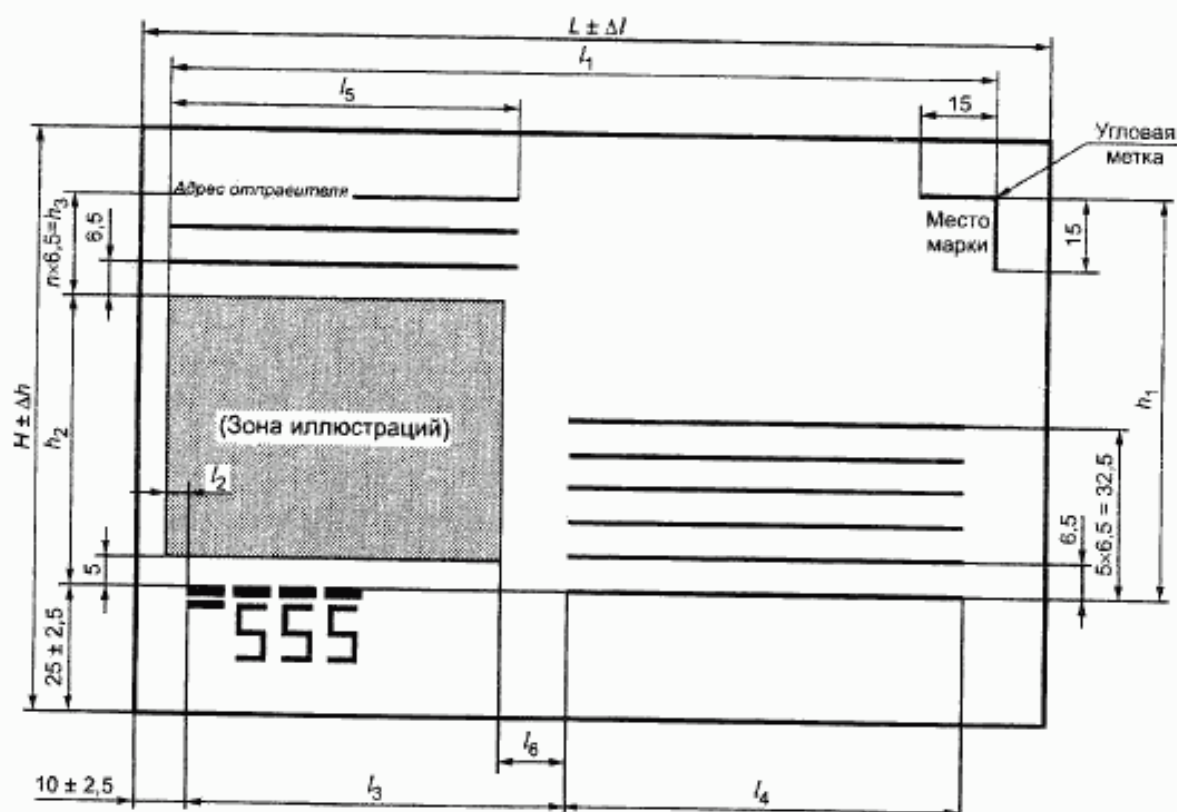 L ± Δl
l₁
l₅
15
Угловая
метка
Адрес отправителя
Место
марки
15
n×6,5=h₃
6,5
H ± Δh
h₂
h₁
(Зона иллюстраций)
l₂
5
6,5
5×6,5 = 32,5
25 ± 2,5
555
l₆
10 ± 2,5
l₃
l₄